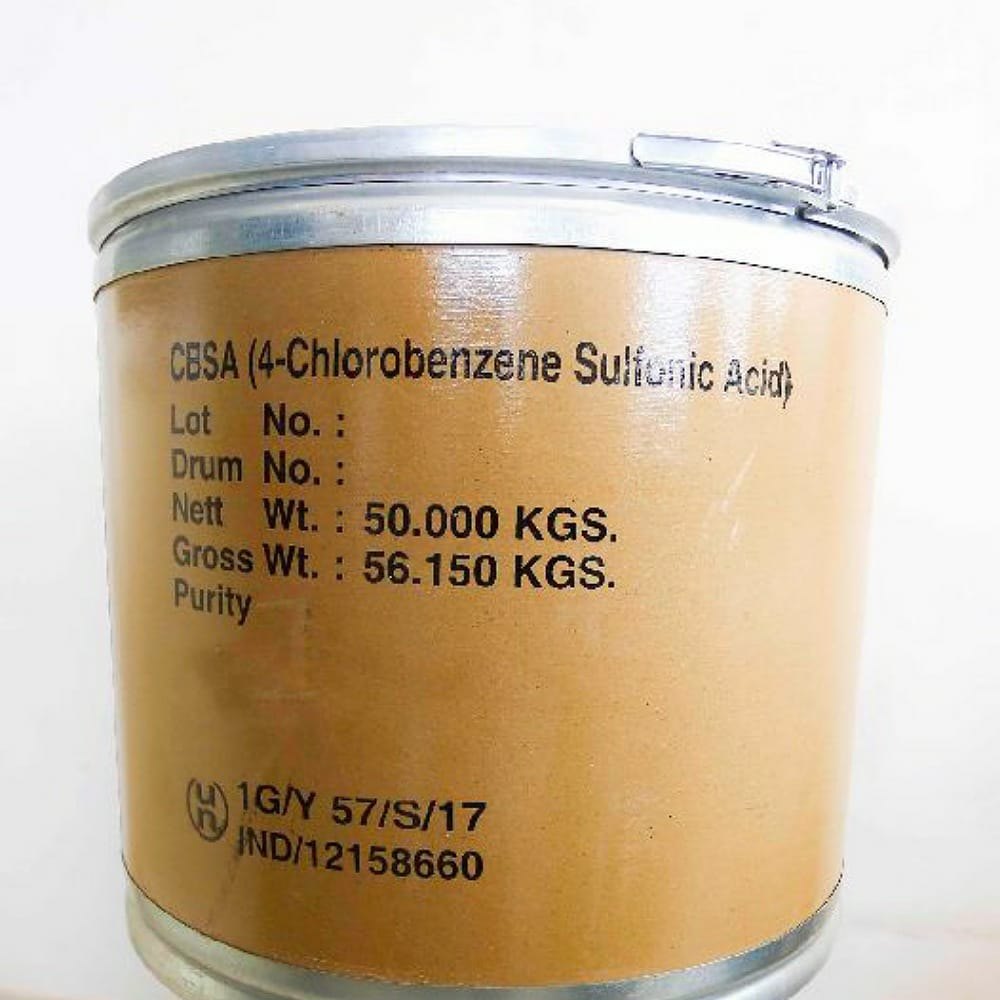 CBSA (4-Chlorobenzene Sulfonic Acid)
Lot No. :
Drum No. :
Nett Wt. : 50.000 KGS.
Gross Wt. : 56.150 KGS.
Purity
un 1G/Y 57/S/17
IND/12158660